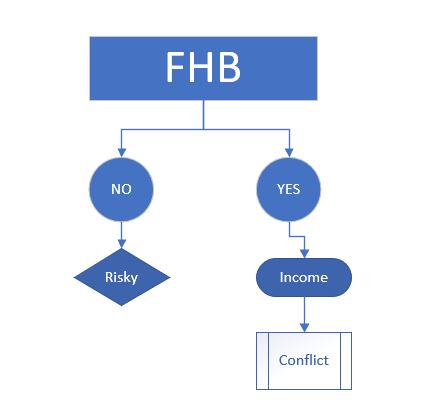 FHB
NO
YES
Risky
Income
Conflict